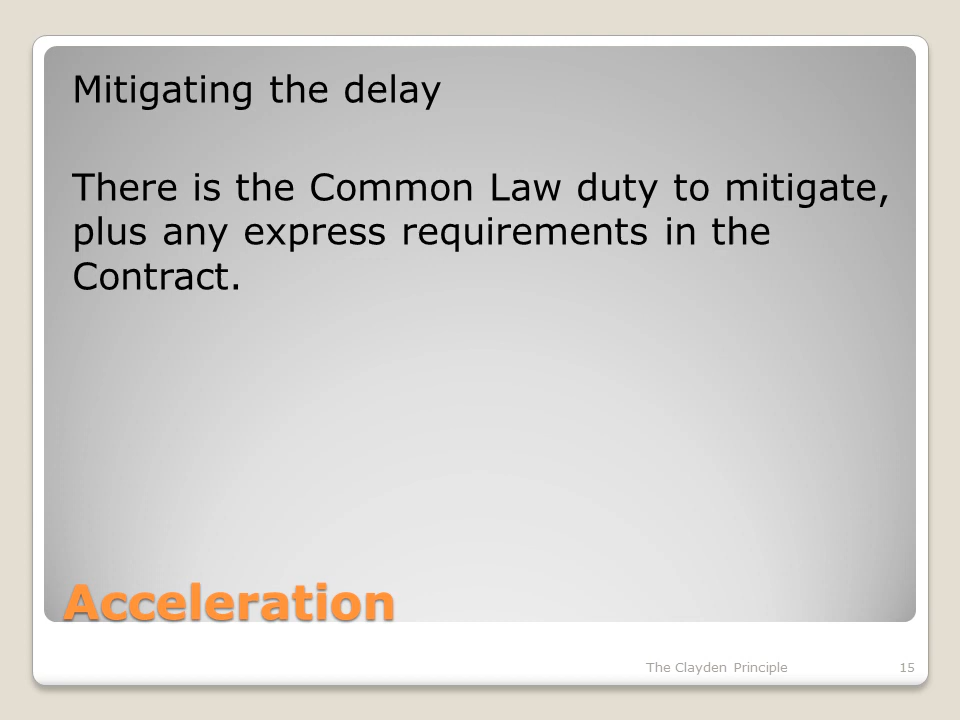 Mitigating the delay
There is the Common Law duty to mitigate,
plus any express requirements in the
Contract.
Acceleration
The Clayden Principle 15